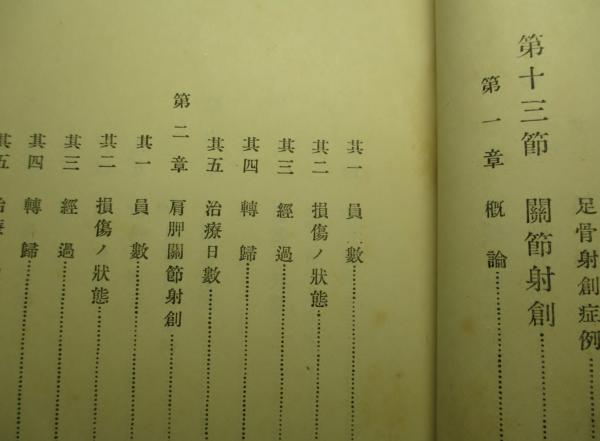 足骨射創症例
第十三節 關節射創
第一章 槪論
其一 員數
其二 損傷ノ狀態
其三 經過
其四 轉歸
其五 治療日數
第二章 肩胛關節射創
其一 員數
其二 損傷ノ狀態
其三 經過
其四 轉歸
其五 治療